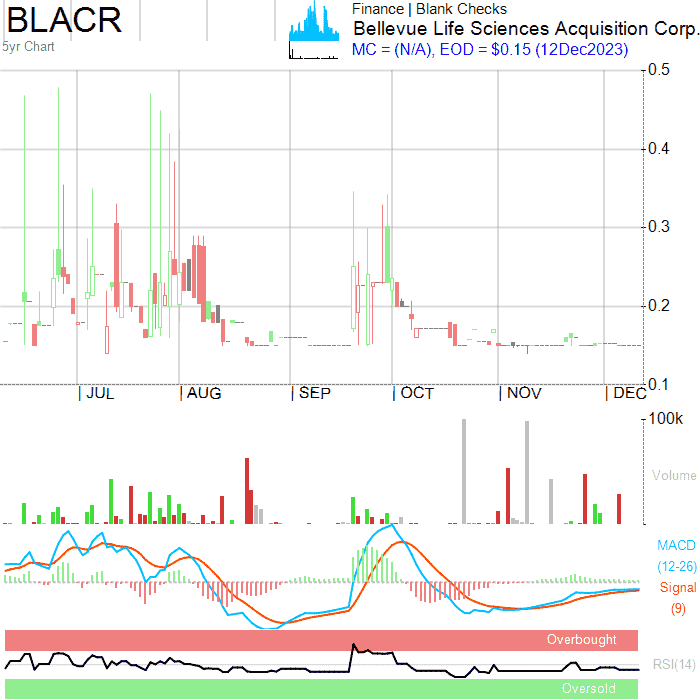 BLACR
5yr Chart
Finance | Blank Checks
Bellevue Life Sciences Acquisition Corp.
MC = (N/A), EOD = $0.15 (12Dec2023)
0.5
0.4
0.3
0.2
0.1
JUL AUG SEP OCT NOV DEC
100k
Volume
MACD
(12-26)
Signal
(9)
Overbought
RSI(14)
Oversold